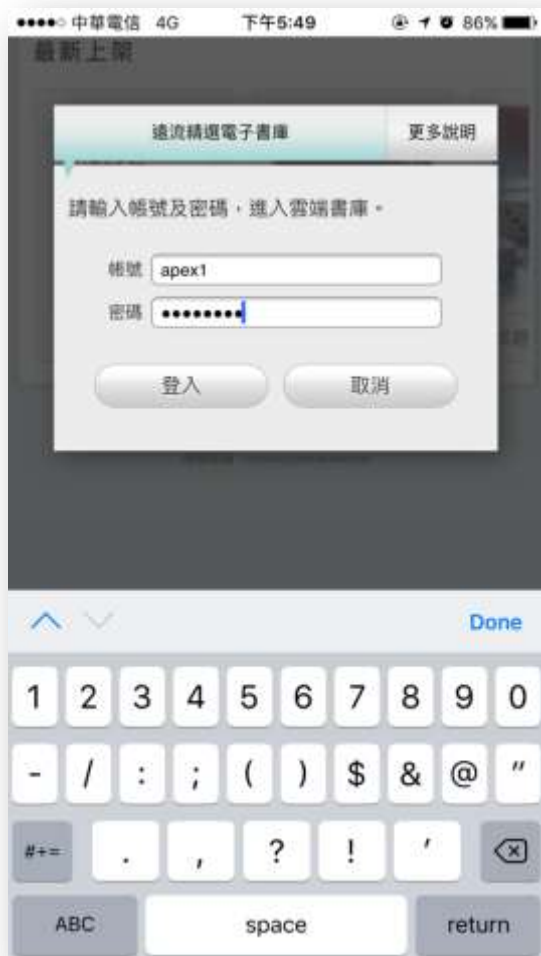 中華電信 4G 下午5:49 86%
最新上架
遠流精選電子書庫 更多說明
請輸入帳號及密碼，進入雲端書庫。
帳號 apex1
密碼 ••••••••
登入 取消
Done
1 2 3 4 5 6 7 8 9 0
- / : ; ( ) $ & @ "
#+= . , ? ! '
ABC space return